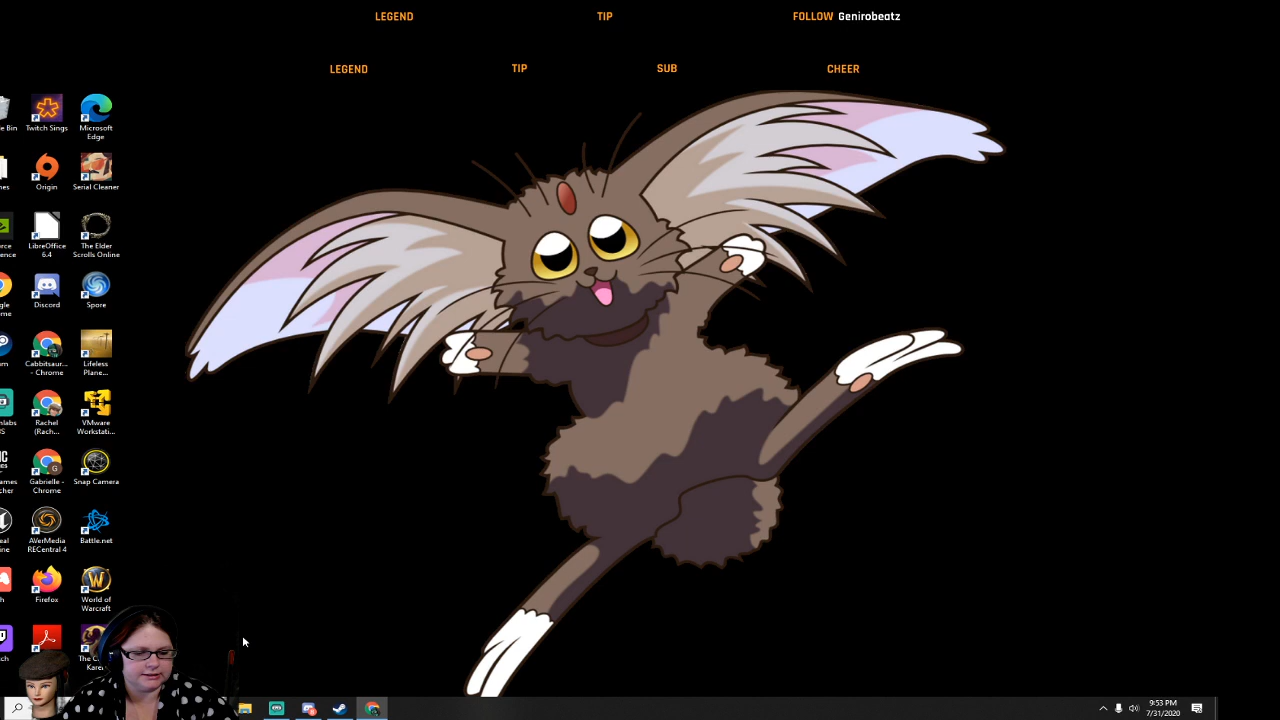 LEGEND TIP FOLLOW Genirobeatz
LEGEND TIP SUB CHEER
e Bin Twitch Sings Microsoft Edge
Origin Serial Cleaner
LibreOffice 6.4 The Elder Scrolls Online
Discord Spore
Cabbitsaur... - Chrome Lifeless Plane...
Rachel (Rach... VMware Workstati...
Gabrielle - Chrome Snap Camera
AVerMedia RECentral 4 Battle.net
Firefox World of Warcraft
9:53 PM
7/31/2020